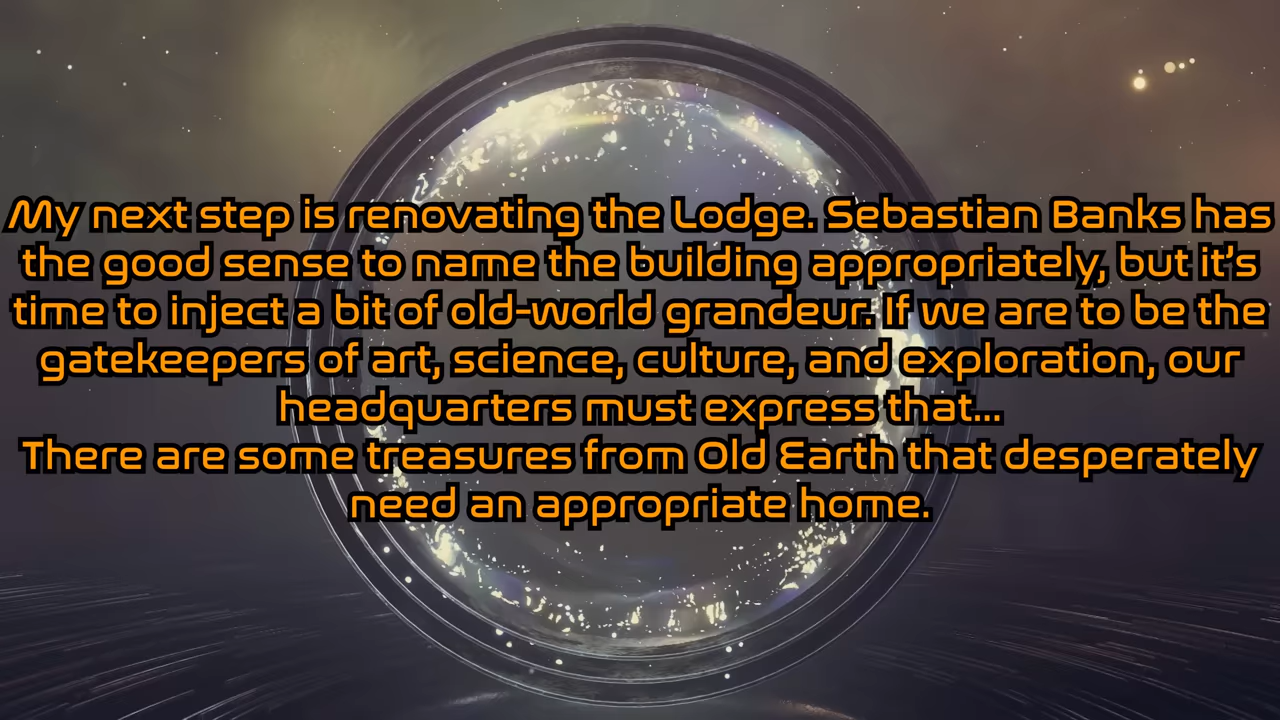 My next step is renovating the Lodge. Sebastian Banks has
the good sense to name the building appropriately, but it's
time to inject a bit of old-world grandeur. If we are to be the
gatekeepers of art, science, culture, and exploration, our
headquarters must express that...
There are some treasures from Old Earth that desperately
need an appropriate home.